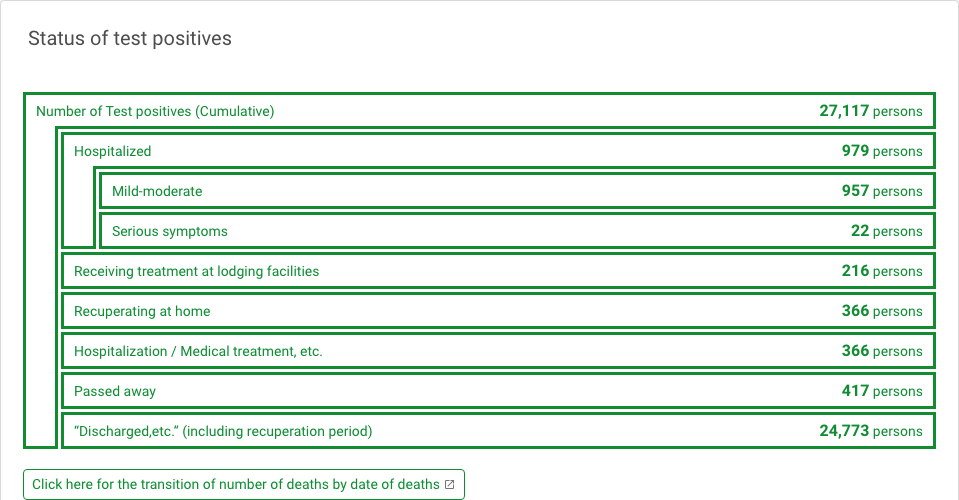 Status of test positives
Number of Test positives (Cumulative) 27,117 persons
Hospitalized 979 persons
Mild-moderate 957 persons
Serious symptoms 22 persons
Receiving treatment at lodging facilities 216 persons
Recuperating at home 366 persons
Hospitalization / Medical treatment, etc. 366 persons
Passed away 417 persons
“Discharged,etc.” (including recuperation period) 24,773 persons
Click here for the transition of number of deaths by date of deaths